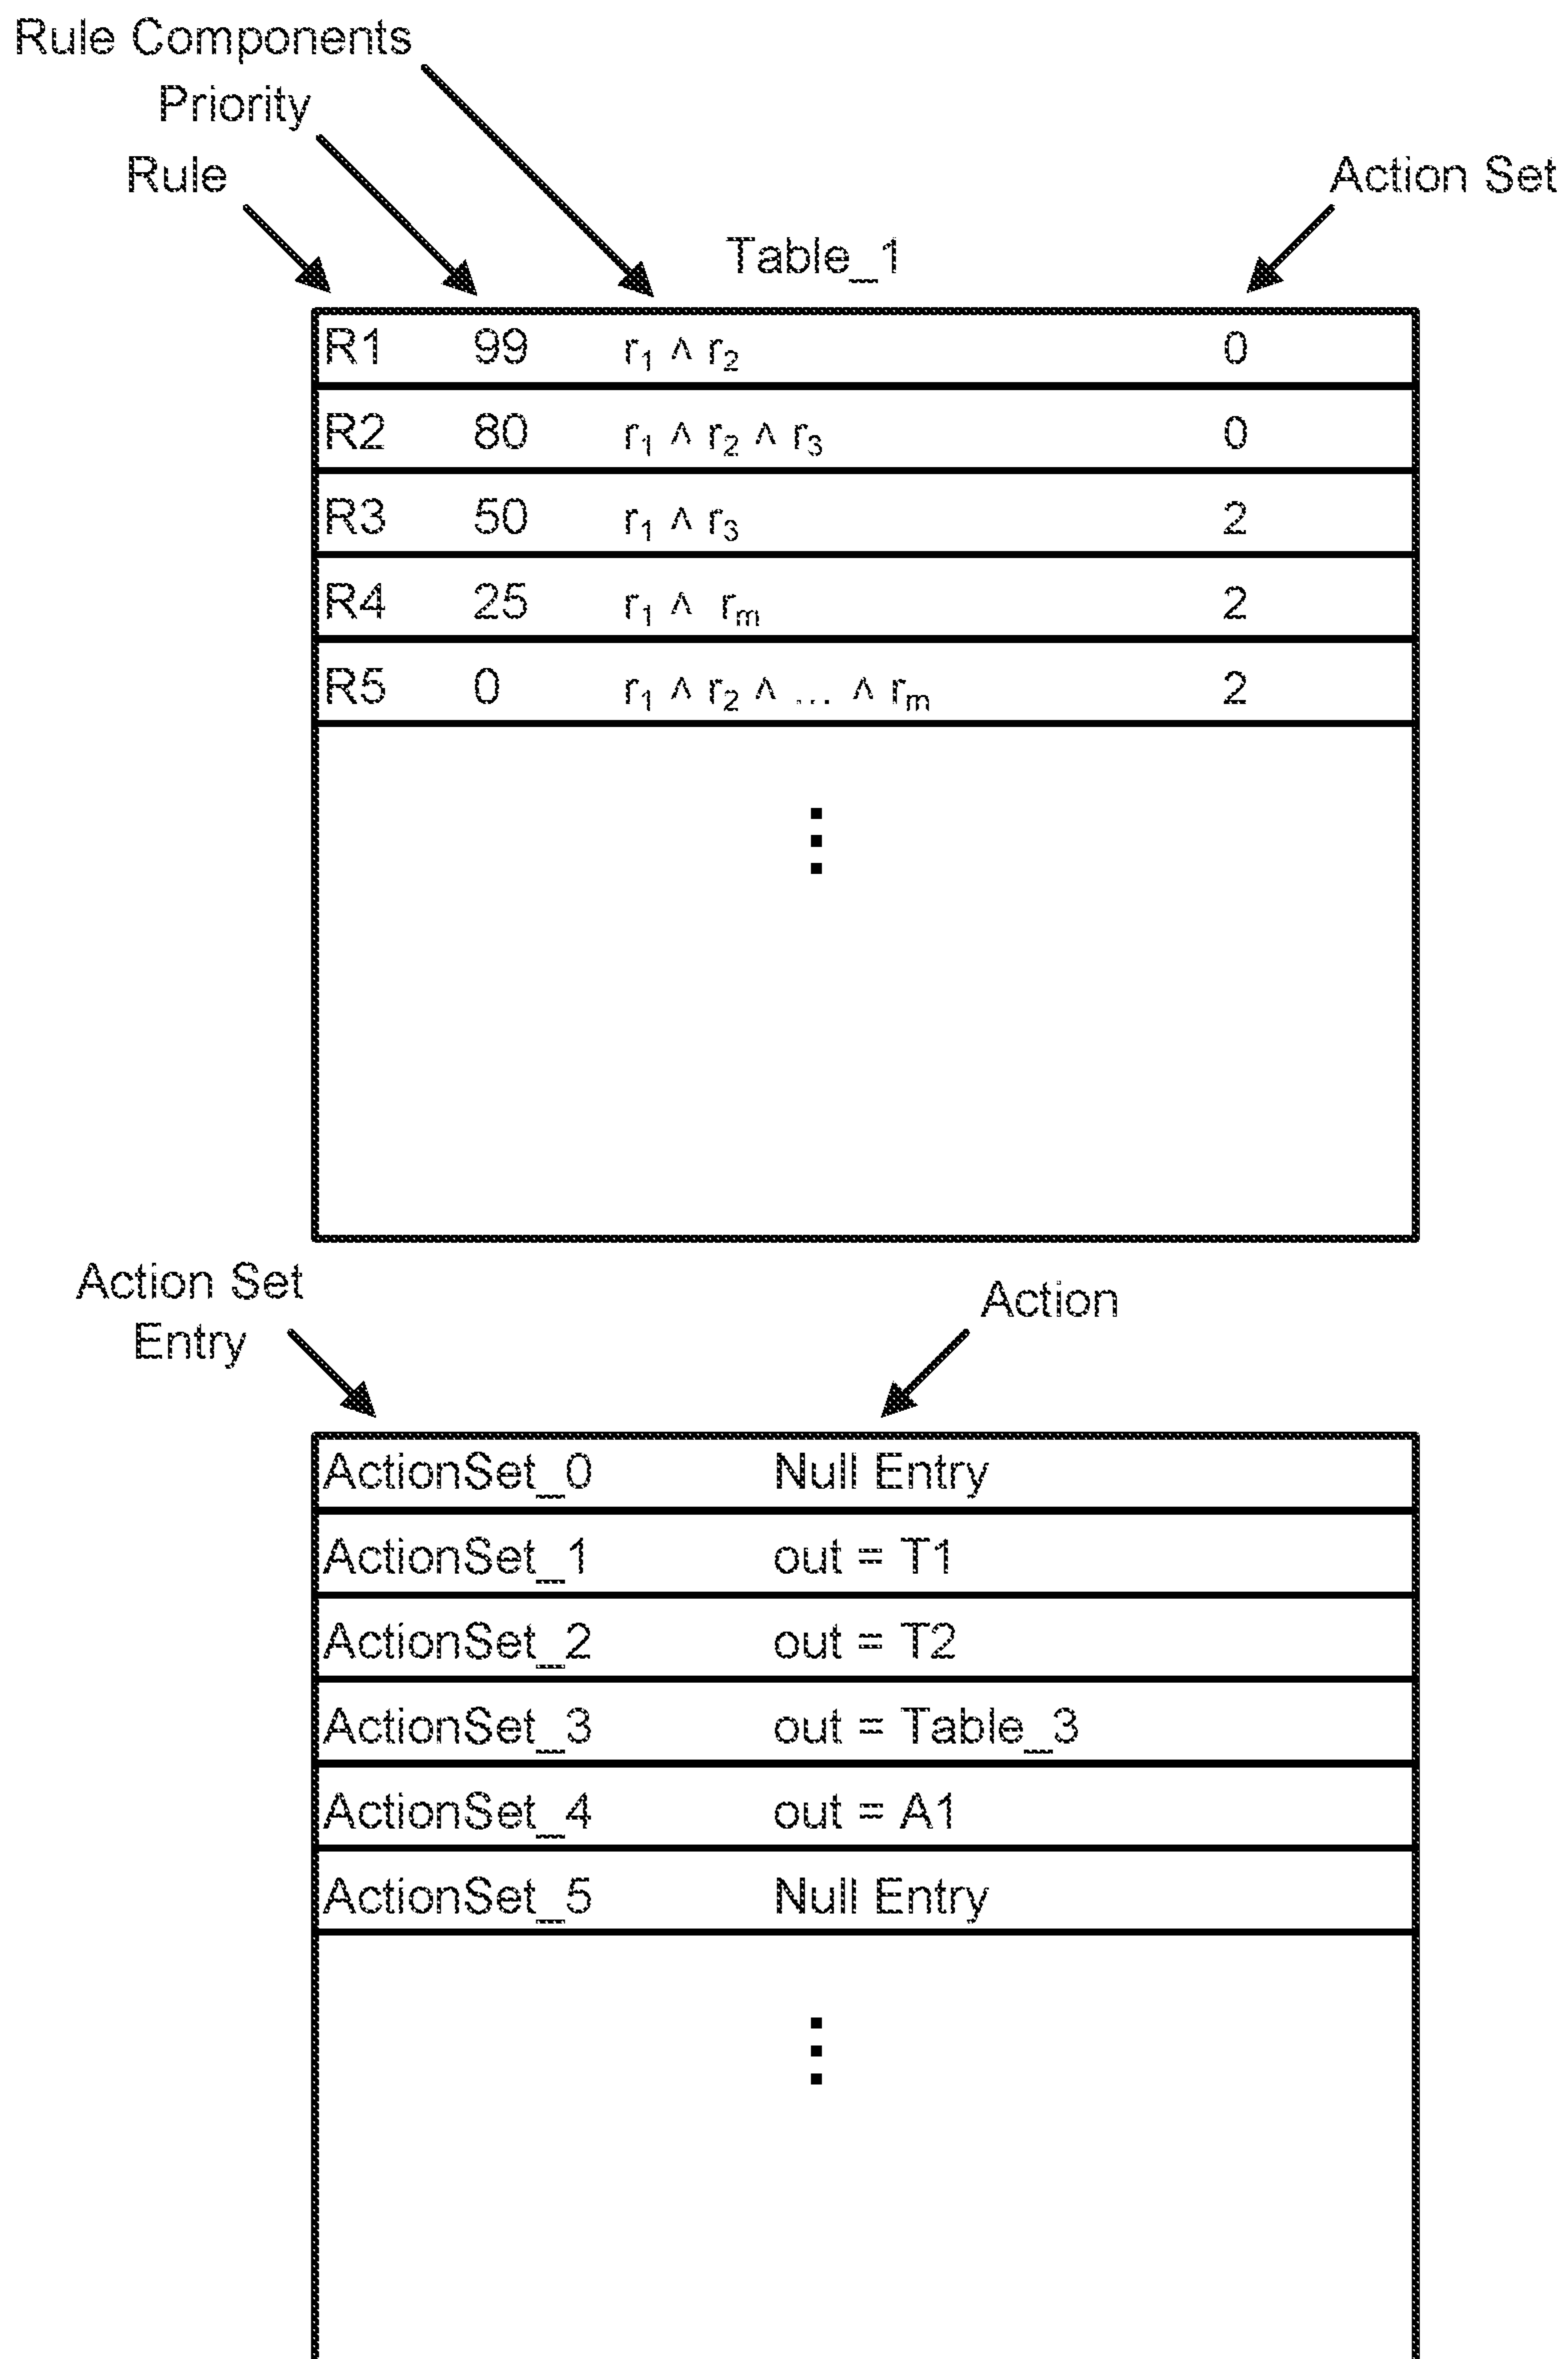 Rule Components
Priority
Rule
Action Set
Table_1
R1 99 r₁ ∧ r₂ 0
R2 80 r₁ ∧ r₂ ∧ r₃ 0
R3 50 r₁ ∧ r₃ 2
R4 25 r₁ ∧ rₘ 2
R5 0 r₁ ∧ r₂ ∧ ... ∧ rₘ 2
Action Set
Entry
Action
ActionSet_0 Null Entry
ActionSet_1 out = T1
ActionSet_2 out = T2
ActionSet_3 out = Table_3
ActionSet_4 out = A1
ActionSet_5 Null Entry